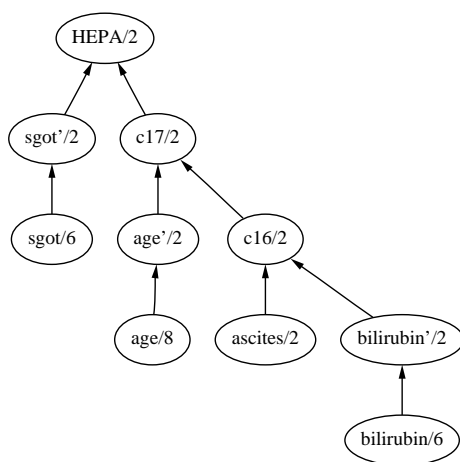 HEPA/2
sgot’/2
c17/2
sgot/6
age’/2
c16/2
age/8
ascites/2
bilirubin’/2
bilirubin/6